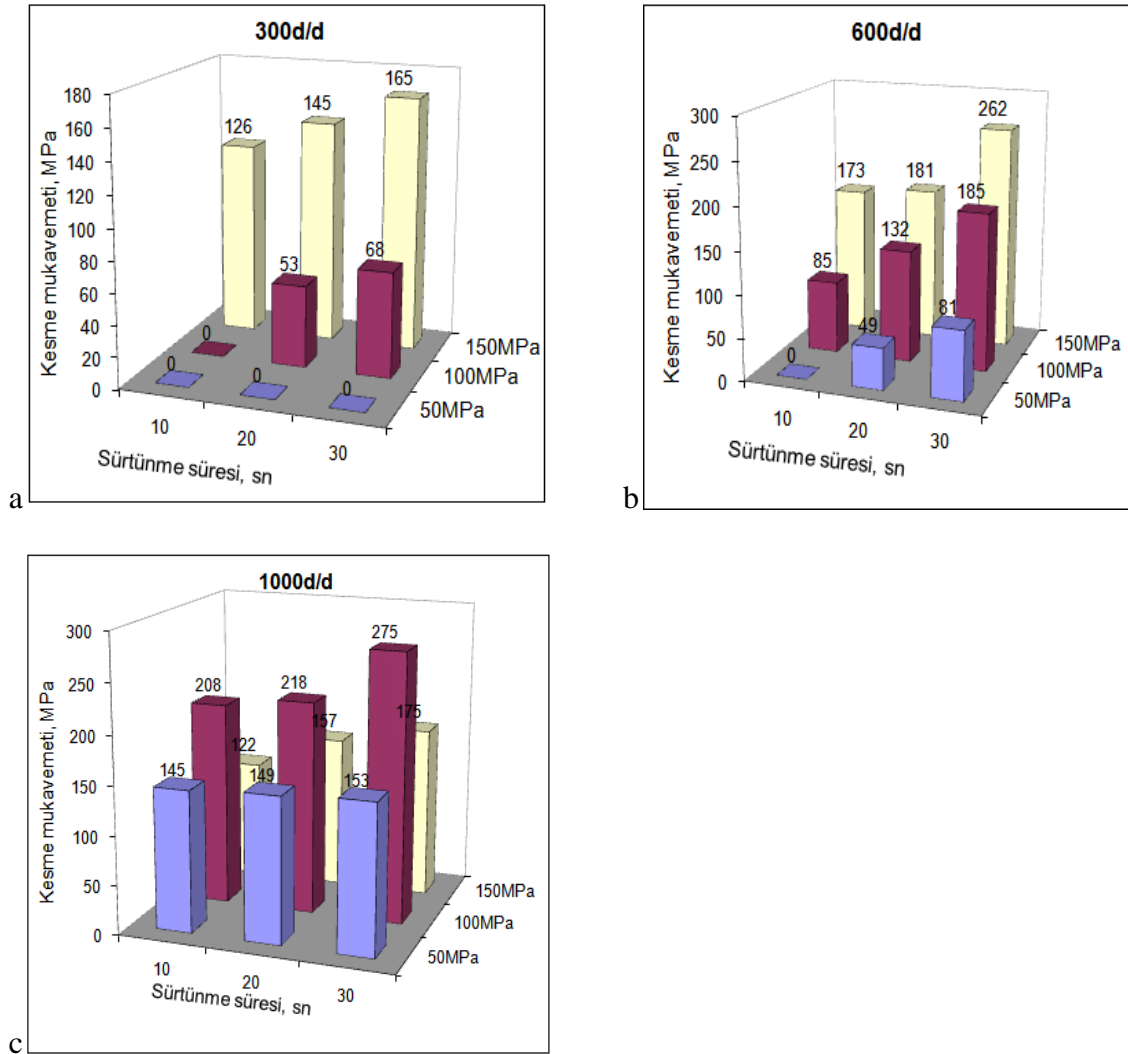 300d/d
Kesme mukavemeti, MPa
180
160
140
120
100
80
60
40
20
0
126
145
165
0
53
68
0
0
0
10
20
30
Sürtünme süresi, sn
150MPa
100MPa
50MPa
a
600d/d
Kesme mukavemeti, MPa
300
250
200
150
100
50
0
173
181
262
85
132
185
0
49
81
10
20
30
Sürtünme süresi, sn
150MPa
100MPa
50MPa
b
1000d/d
Kesme mukavemeti, MPa
300
250
200
150
100
50
0
208
218
275
122
157
175
145
149
153
10
20
30
Sürtünme süresi, sn
150MPa
100MPa
50MPa
c